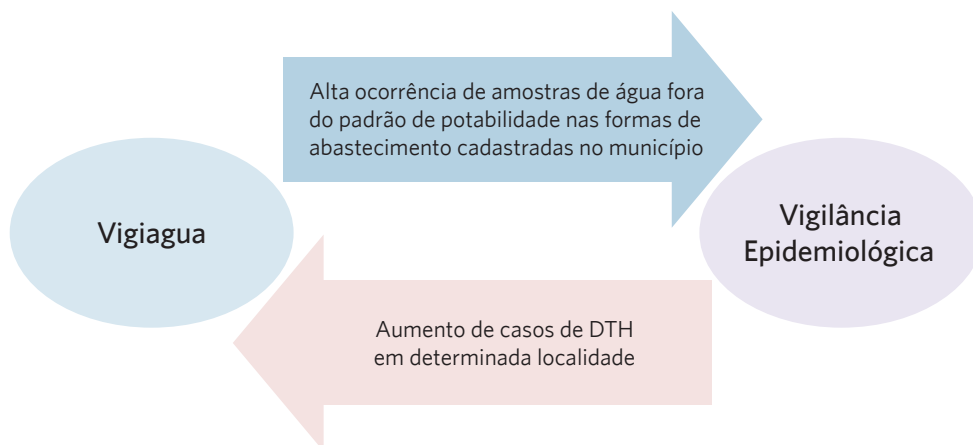 Alta ocorrência de amostras de água fora
do padrão de potabilidade nas formas de
abastecimento cadastradas no município
Vigiagua
Vigilância
Epidemiológica
Aumento de casos de DTH
em determinada localidade